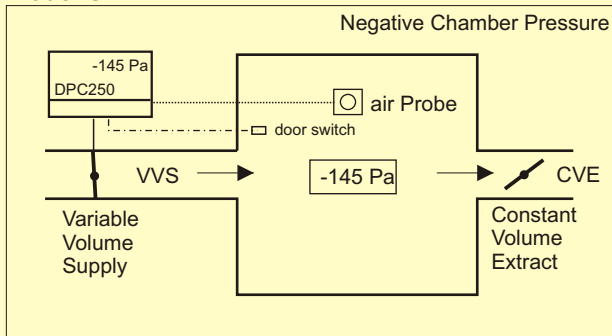 Negative Chamber Pressure
-145 Pa
DPC250
air Probe
door switch
VVS
-145 Pa
CVE
Variable
Volume
Supply
Constant
Volume
Extract